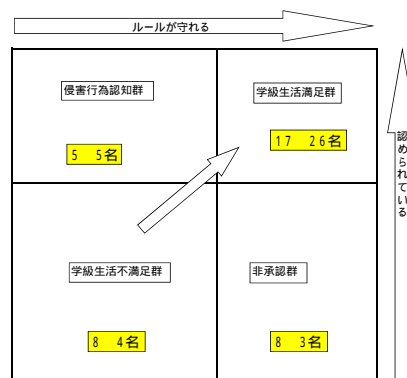 ルールが守れる
侵害行為認知群
学級生活満足群
5 5名
17 26名
認められている
学級生活不満足群
非承認群
8 4名
8 3名